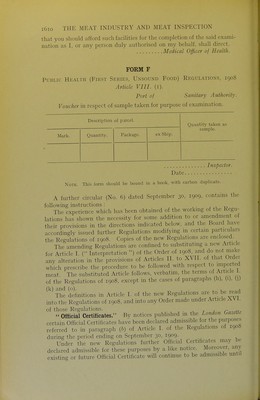 1010 THE MEAT INDUSTRY AND MEAT INSPECTION
that you should afford such facilities for the completion of the said exami-
nation as I, or any person duly authorised on my behalf, shall direct.
.......... Medical Officer of Health.
FORM F
Public Health (First Series, Unsound Food) Regulations, 1908
Article VIII. (1).
Port of Sanitary Authority.
Voucher in respect of sample taken for purpose of examination.
Description of parcel. Quantity taken as sample.
Mark. Quantity. Package. ex Ship.
.......... Inspector.
Date..........
Note. This form should be bound in a book, with carbon duplicate.
A further circular (No. 6) dated September 30, 1909, contains the
following instructions :
The experience which has been obtained of the working of the Regu-
lations has shown the necessity for some addition to or amendment of
their provisions in the directions indicated below, and the Board have
accordingly issued further Regulations modifying in certain particulars
the Regulations of 1908. Copies of the new Regulations are enclosed.
The amending Regulations are confined to substituting a new Article
for Article I. (" Interpretation ") of the Order of 1908, and do not make
any alteration in the provisions of Articles II. to XVII. of that Order
which prescribe the procedure to be followed with respect to imported
meat. The substituted Article follows, verbatim, the terms of Article I.
of the Regulations of 1908, except in the cases of paragraphs (b), (i), (j)
(k) and (o).
The definitions in Article I. of the new Regulations are to be read
into the Regulations of 1908, and into any Order made under Article XVI.
of those Regulations.
" Official Certificates." By notices published in the London Gazette
certain Official Certificates have been declared admissible for the purposes
referred to in paragraph (b) of Article I. of the Regulations of 1908
during the period ending on September 30, 1909.
Under the new Regulations further Official Certificates may be
declared admissible for these purposes by a like notice. Moreover, any
existing or future Official Certificate will continue to be admissible until